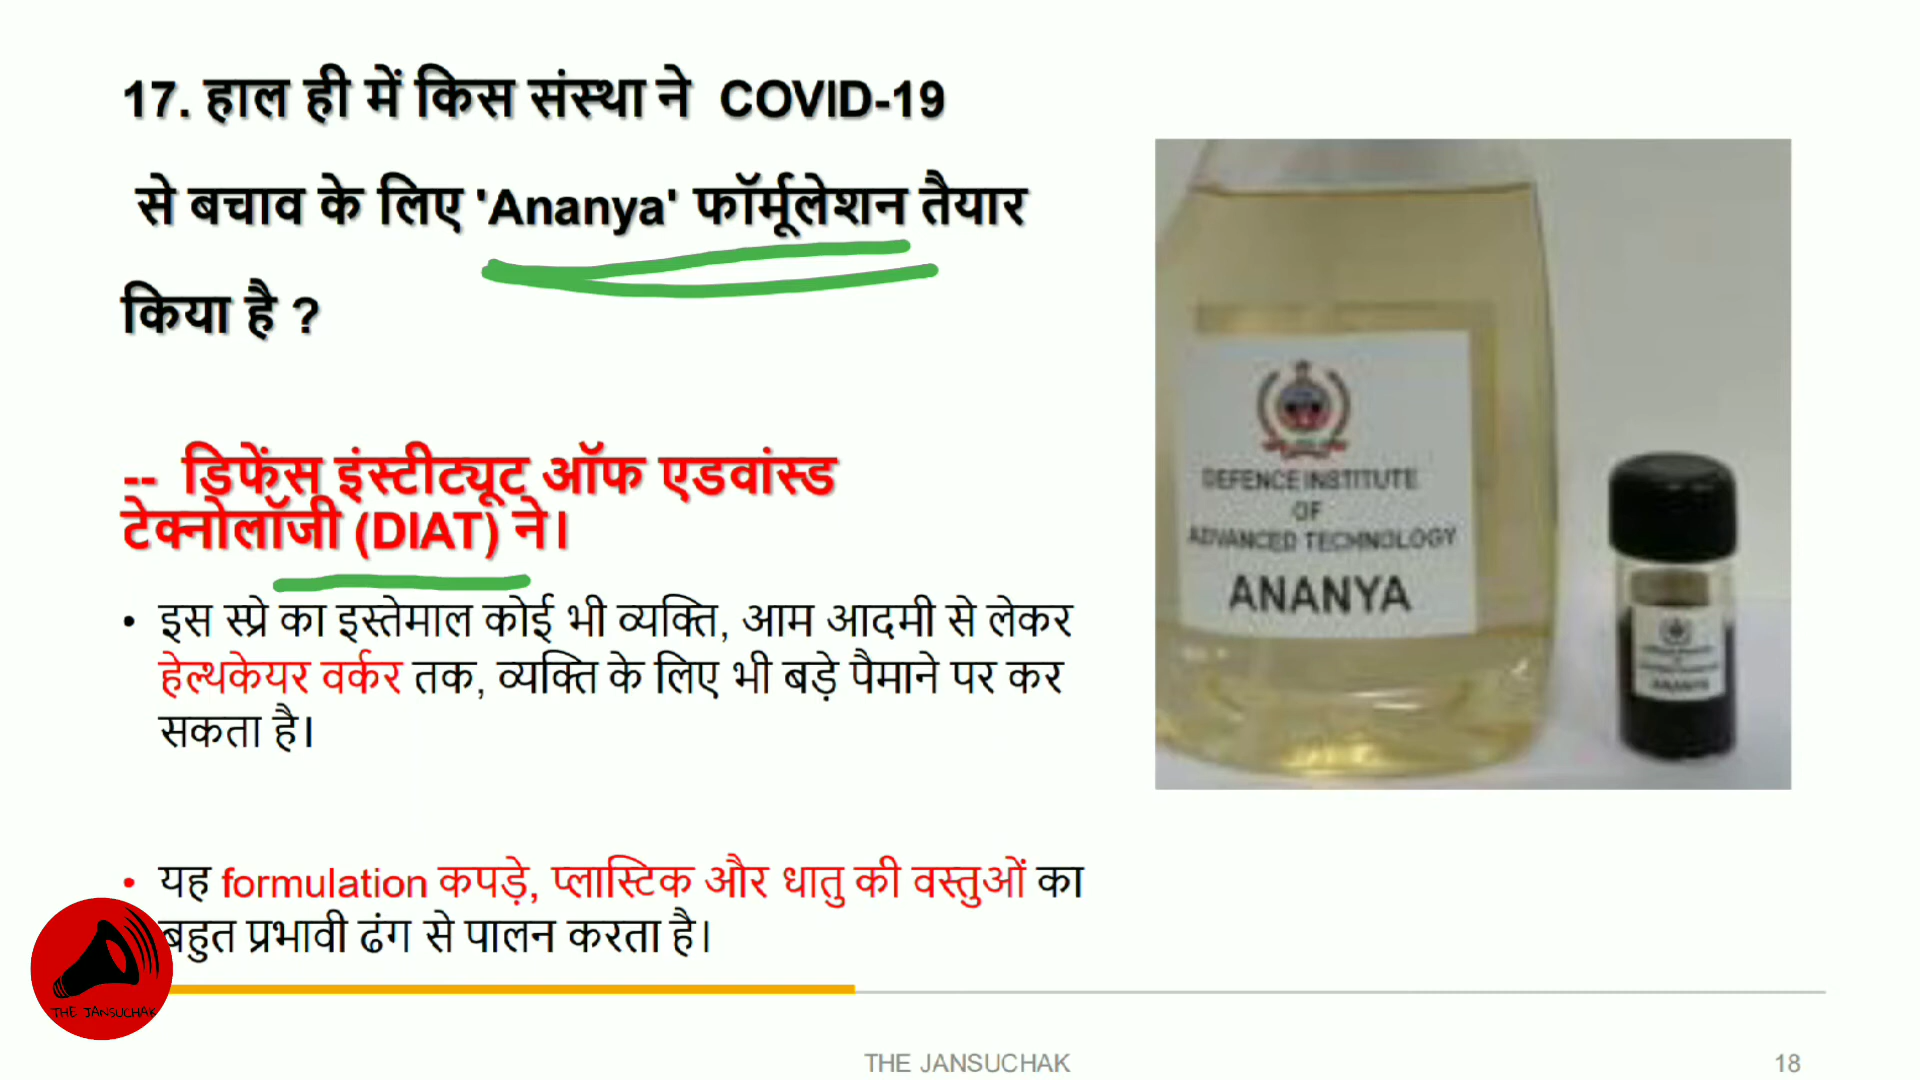 17. हाल ही में किस संस्था ने COVID-19
से बचाव के लिए 'Ananya' फॉर्मूलेशन तैयार
किया है ?
-- डिफेंस इंस्टीट्यूट ऑफ एडवांस्ड
टेक्नोलॉजी (DIAT) ने।
• इस स्प्रे का इस्तेमाल कोई भी व्यक्ति, आम आदमी से लेकर
हेल्थकेयर वर्कर तक, व्यक्ति के लिए भी बड़े पैमाने पर कर
सकता है।
• यह formulation कपड़े, प्लास्टिक और धातु की वस्तुओं का
बहुत प्रभावी ढंग से पालन करता है।
DEFENCE INSTITUTE
OF
ADVANCED TECHNOLOGY
ANANYA
ANANYA
THE JANSUCHAK
THE JANSUCHAK
18